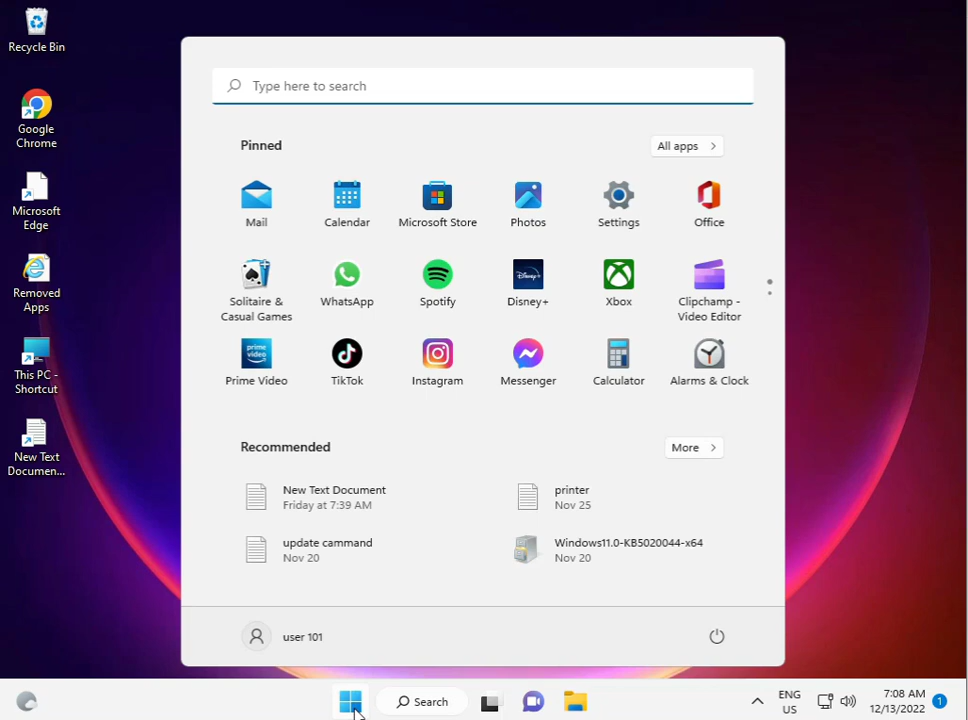 Recycle Bin
Google
Chrome
Microsoft
Edge
Removed
Apps
This PC -
Shortcut
New Text
Documen...
Type here to search
Pinned
All apps >
Mail
Calendar
Microsoft Store
Photos
Settings
Office
Solitaire &
Casual Games
WhatsApp
Spotify
Disney+
Xbox
Clipchamp -
Video Editor
prime
video
Prime Video
TikTok
Instagram
Messenger
Calculator
Alarms & Clock
Recommended
More >
New Text Document
Friday at 7:39 AM
printer
Nov 25
update cammand
Nov 20
Windows11.0-KB5020044-x64
Nov 20
user 101
Search
ENG
US
7:08 AM
12/13/2022
1